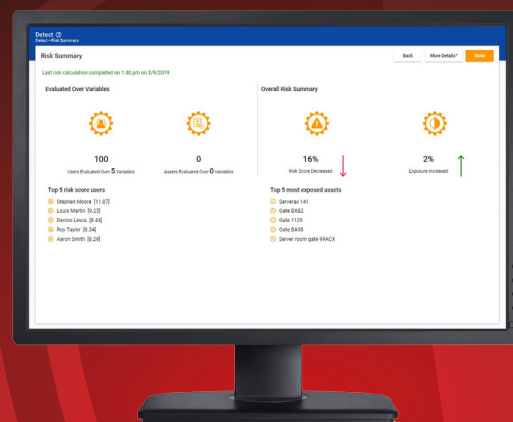 Detect
Detect • Risk Summary
Risk Summary
Back
More Details
Done
Last risk calculation completed on 1:40 pm on 3/9/2019
Evaluated Over Variables
Overall Risk Summary
100
0
16%
2%
Users Evaluated Over 5 Variables
Assets Evaluated Over 0 Variables
Risk Score Decreased
Exposure Increased
Top 5 risk score users
Top 5 most exposed assets
Stephen Moore [11.87]
Louis Martin [9.25]
Dennis Lewis [8.44]
Roy Taylor [8.34]
Aaron Smith [8.29]
Serverax 141
Gate BXB2
Gate 1129
Gate BA98
Server room gate 99ACX